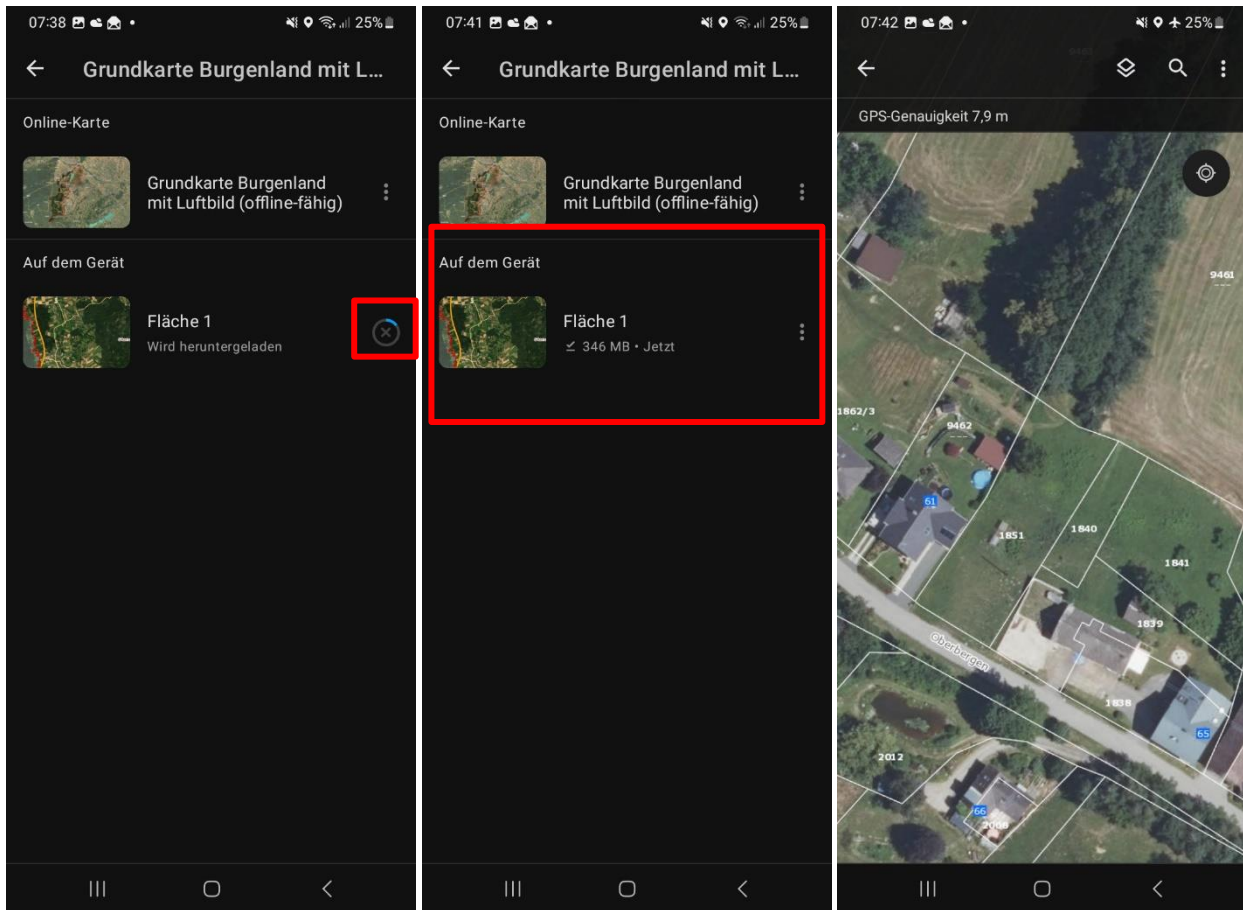 07:38
25%
Grundkarte Burgenland mit L...
Online-Karte
Grundkarte Burgenland
mit Luftbild (offline-fähig)
Auf dem Gerät
Fläche 1
Wird heruntergeladen
07:41
25%
Grundkarte Burgenland mit L...
Online-Karte
Grundkarte Burgenland
mit Luftbild (offline-fähig)
Auf dem Gerät
Fläche 1
346 MB • Jetzt
07:42
25%
9460
GPS-Genauigkeit 7,9 m
9461
1862/3
9462
61
1851
1840
1841
1839
Oberbergen
1838
65
2012
66
2066